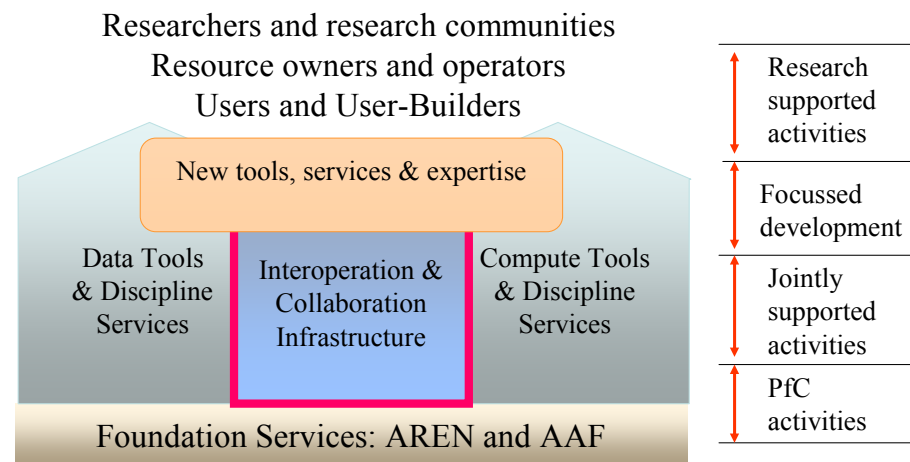 Researchers and research communities
Resource owners and operators
Users and User-Builders
New tools, services & expertise
Data Tools
& Discipline
Services
Interoperation &
Collaboration
Infrastructure
Compute Tools
& Discipline
Services
Foundation Services: AREN and AAF
Research
supported
activities
Focussed
development
Jointly
supported
activities
PfC
activities